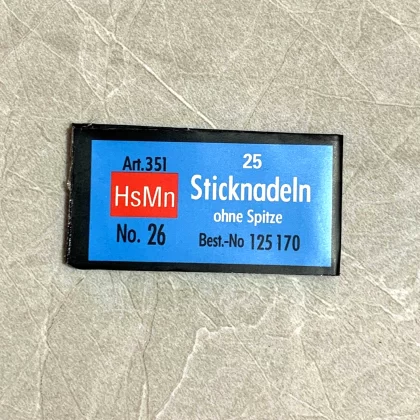 Art.351
HsMn
No. 26
25
Sticknadeln
ohne Spitze
Best.-No 125 170